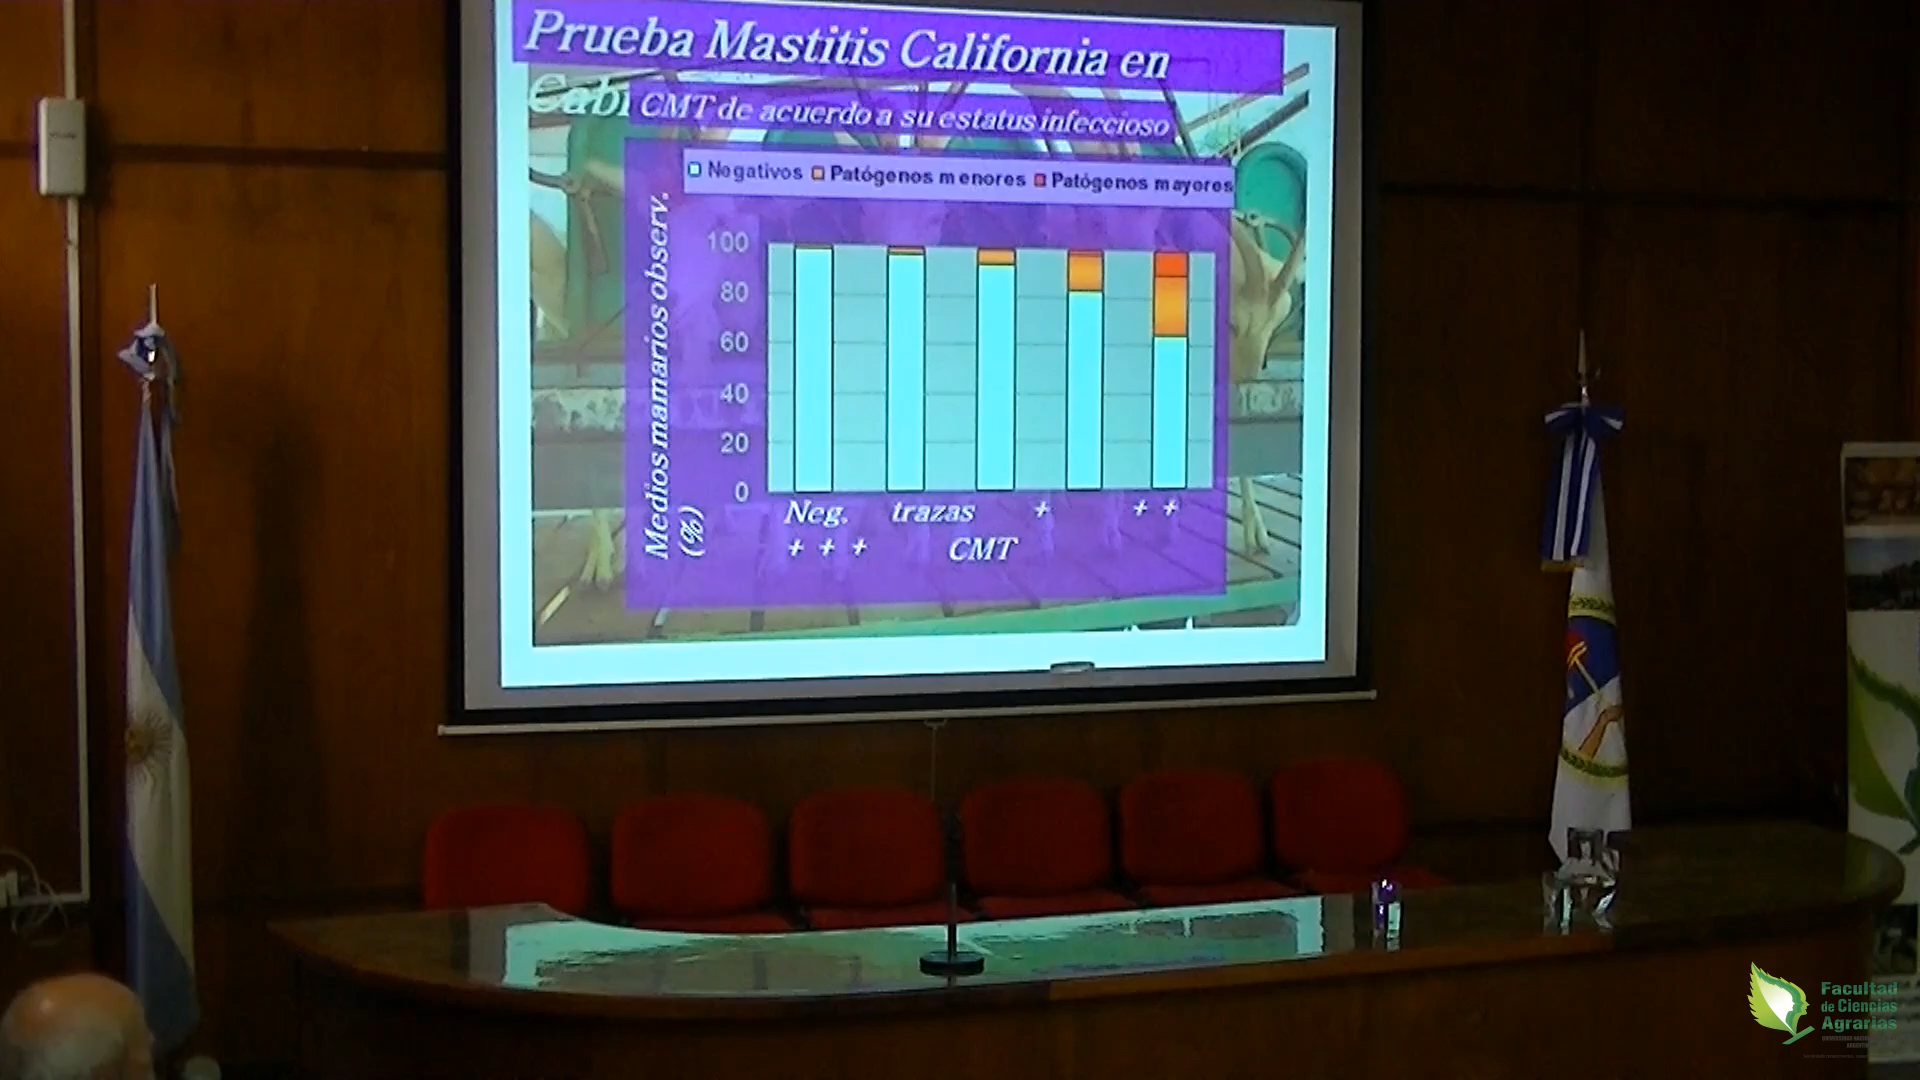 Prueba Mastitis California en
Cab
CMT de acuerdo a su estatus infeccioso
Negativos Patógenos menores Patógenos mayores
Medios mamarios observ.
(%)
100
80
60
40
20
0
Neg. trazas + + +
+ + + CMT
Facultad
de Ciencias
Agrarias